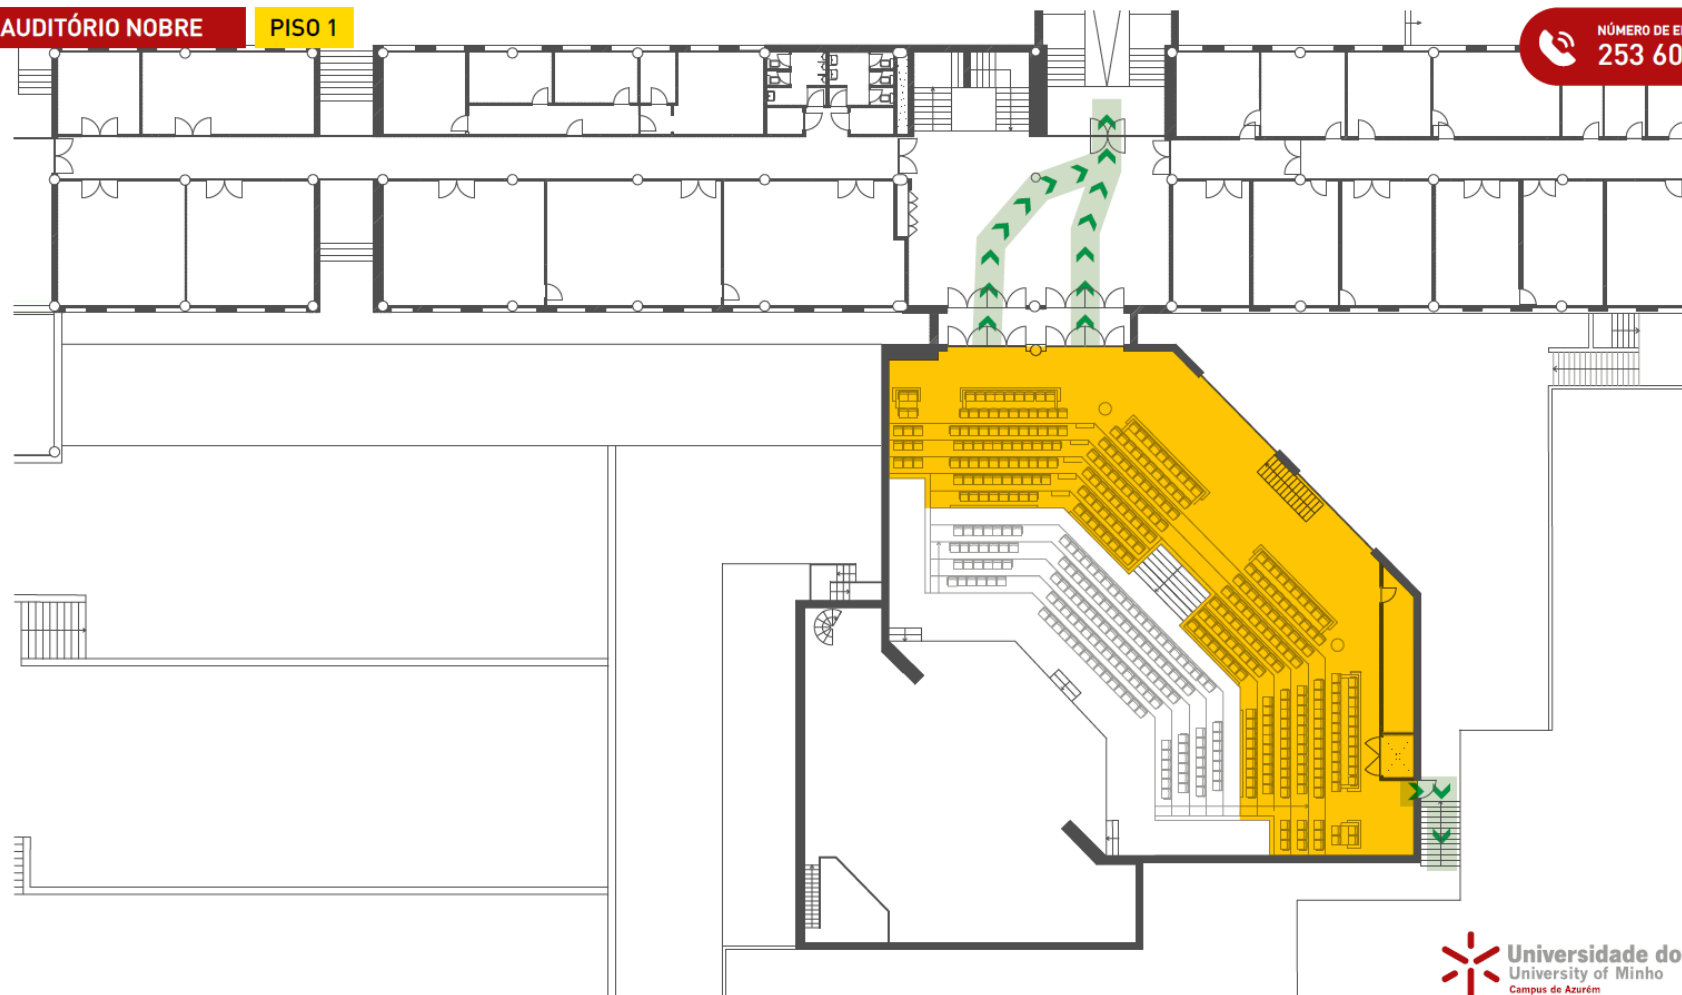 AUDITÓRIO NOBRE
PISO 1
NÚMERO DE
253 60
Universidade do
University of Minho
Campus de Azurém